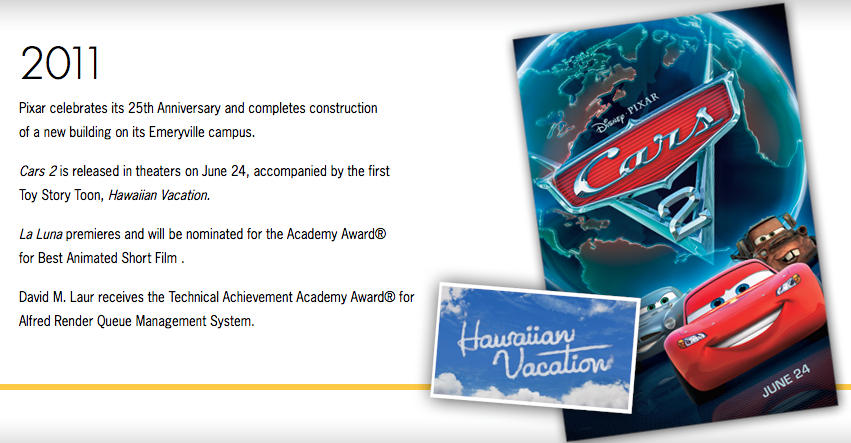 2011
Pixar celebrates its 25th Anniversary and completes construction
of a new building on its Emeryville campus.
Cars 2 is released in theaters on June 24, accompanied by the first
Toy Story Toon, Hawaiian Vacation.
La Luna premieres and will be nominated for the Academy Award®
for Best Animated Short Film .
David M. Laur receives the Technical Achievement Academy Award® for
Alfred Render Queue Management System.
Disney·PIXAR
Cars
2
JUNE 24
Hawaiian
Vacation